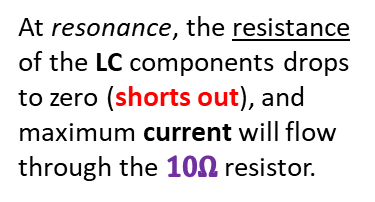 At resonance, the resistance
of the LC components drops
to zero (shorts out), and
maximum current will flow
through the 10Ω resistor.